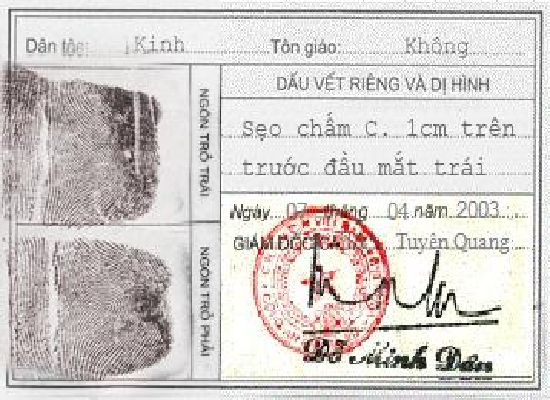 Dân tộc: Kinh Tôn giáo: Không
DẤU VẾT RIÊNG VÀ DỊ HÌNH
Sẹo chấm C. 1cm trên
trước đầu mắt trái
NGÓN TRỎ TRÁI
NGÓN TRỎ PHẢI
Ngày 07 tháng 04 năm 2003
GIÁM ĐỐC CA Tuyên Quang
Đỗ Minh Dân